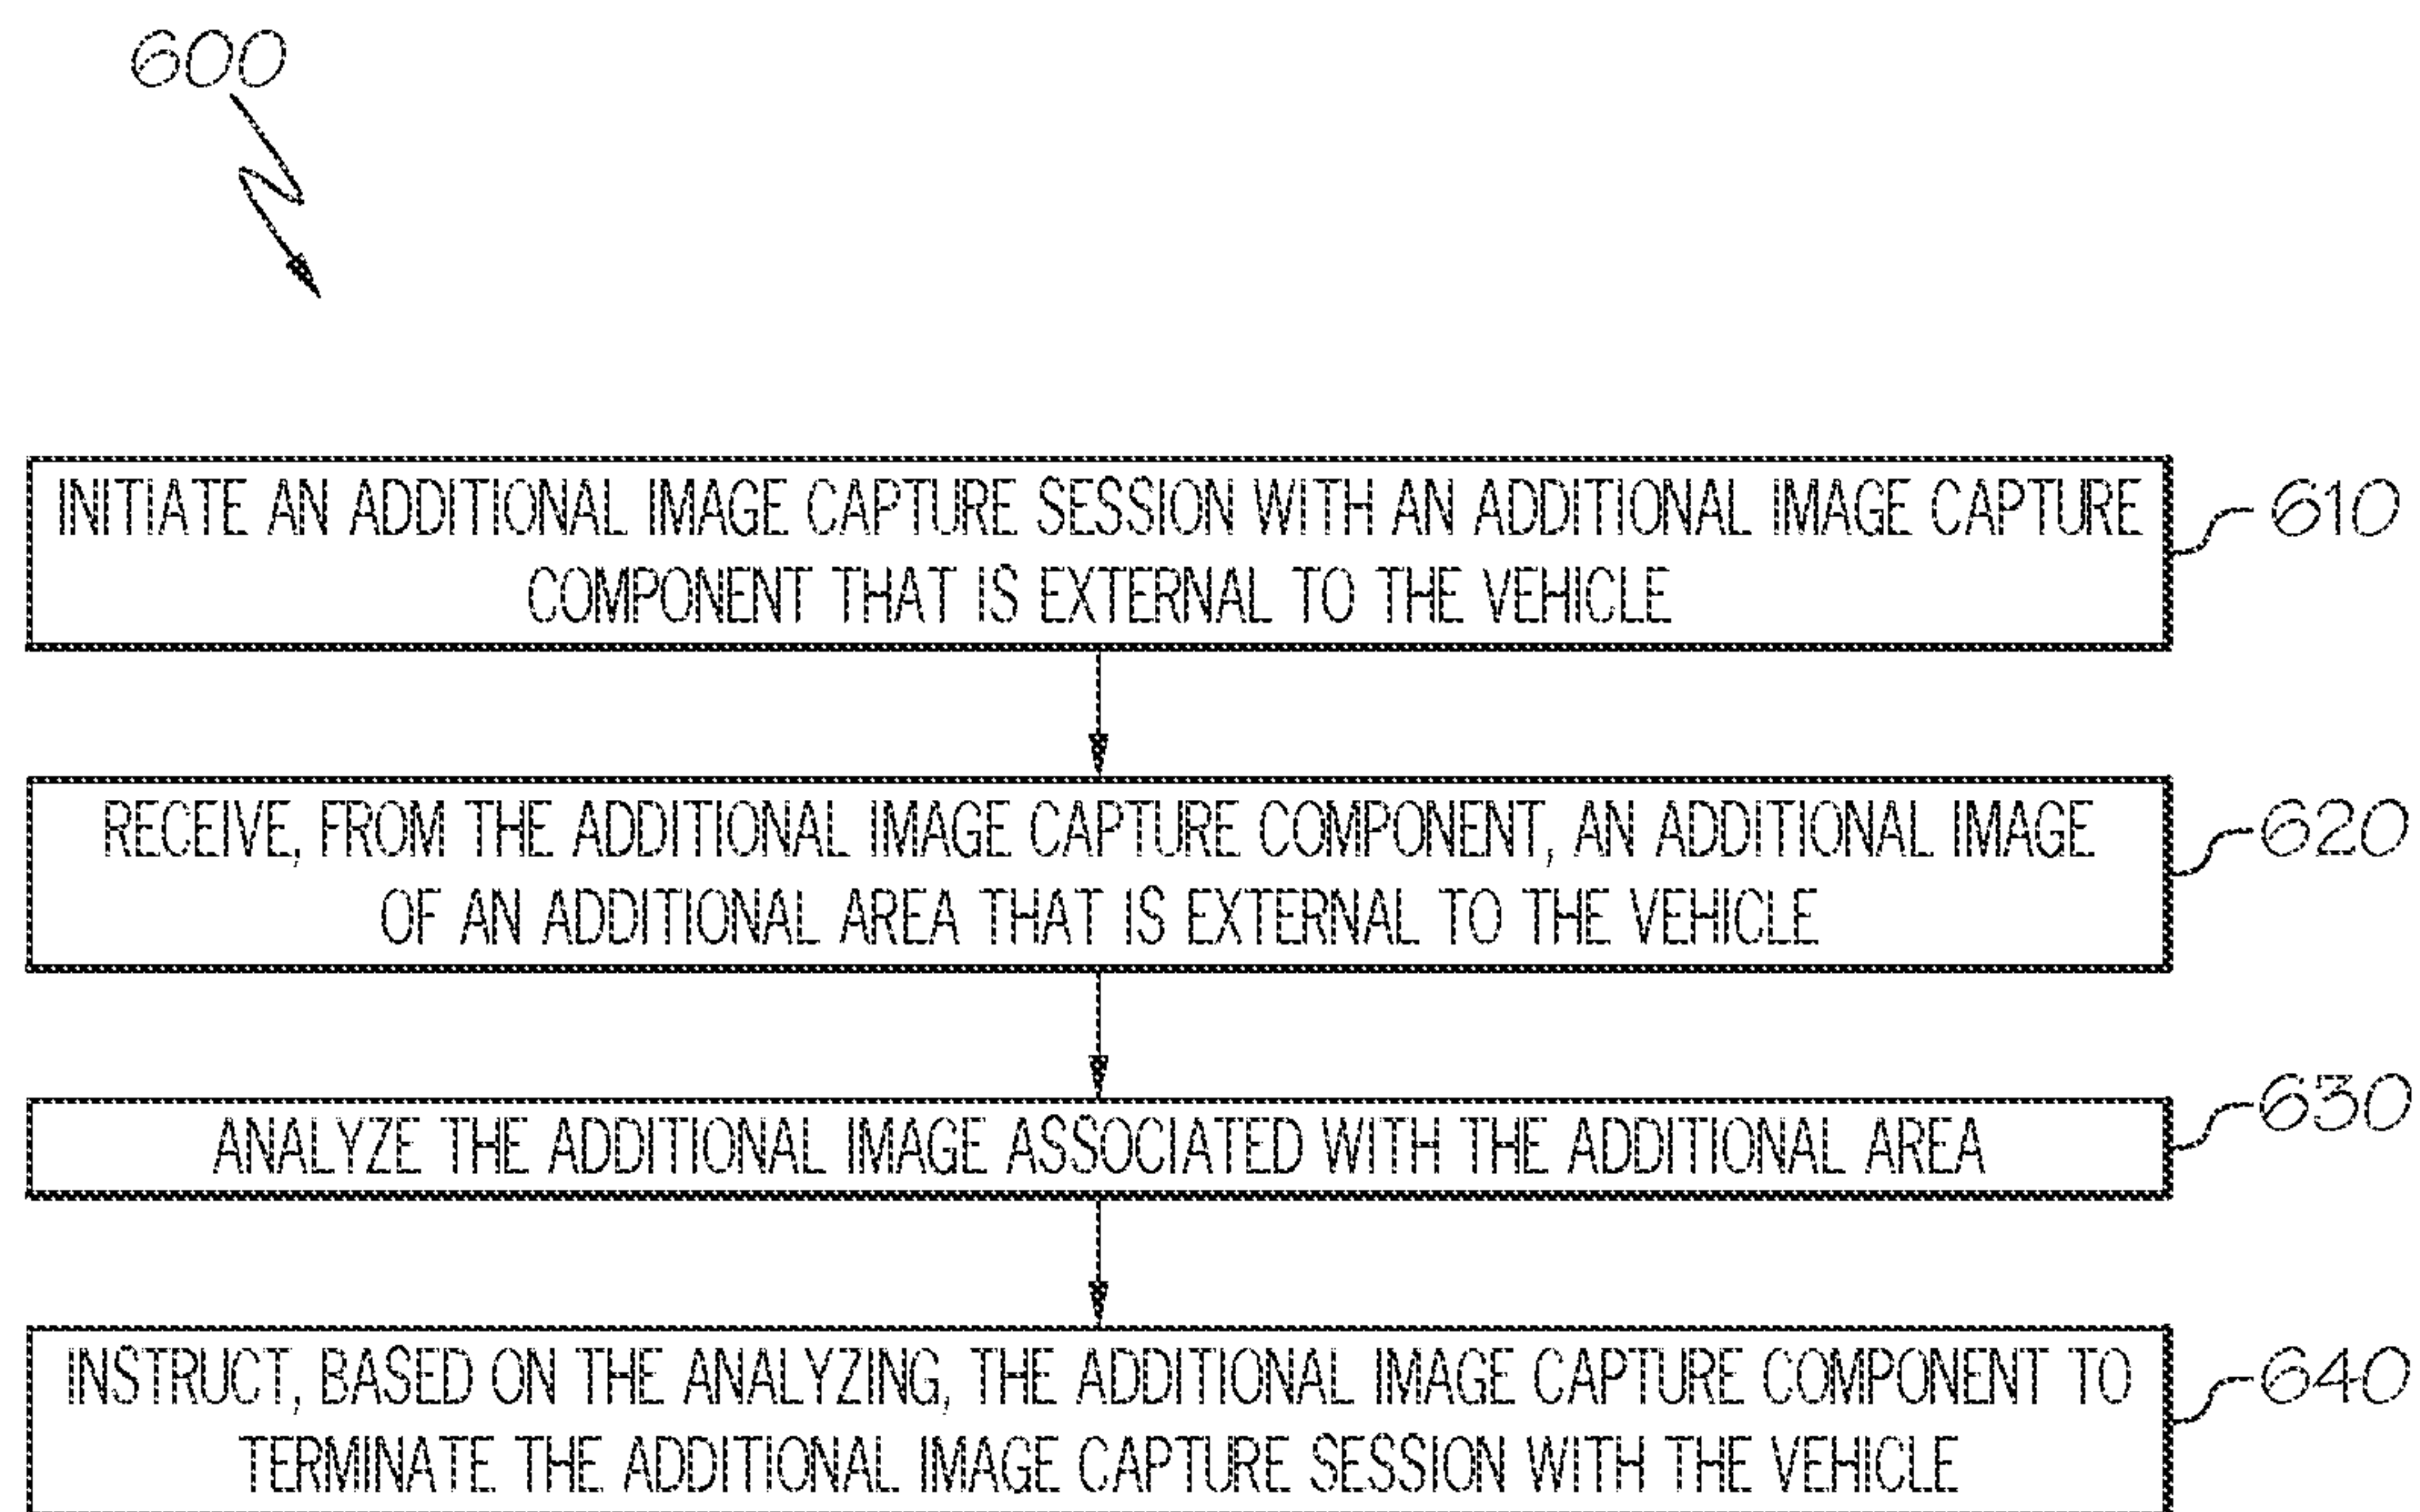 600
INITIATE AN ADDITIONAL IMAGE CAPTURE SESSION WITH AN ADDITIONAL IMAGE CAPTURE
COMPONENT THAT IS EXTERNAL TO THE VEHICLE
610
RECEIVE, FROM THE ADDITIONAL IMAGE CAPTURE COMPONENT, AN ADDITIONAL IMAGE
OF AN ADDITIONAL AREA THAT IS EXTERNAL TO THE VEHICLE
620
ANALYZE THE ADDITIONAL IMAGE ASSOCIATED WITH THE ADDITIONAL AREA
630
INSTRUCT, BASED ON THE ANALYZING, THE ADDITIONAL IMAGE CAPTURE COMPONENT TO
TERMINATE THE ADDITIONAL IMAGE CAPTURE SESSION WITH THE VEHICLE
640